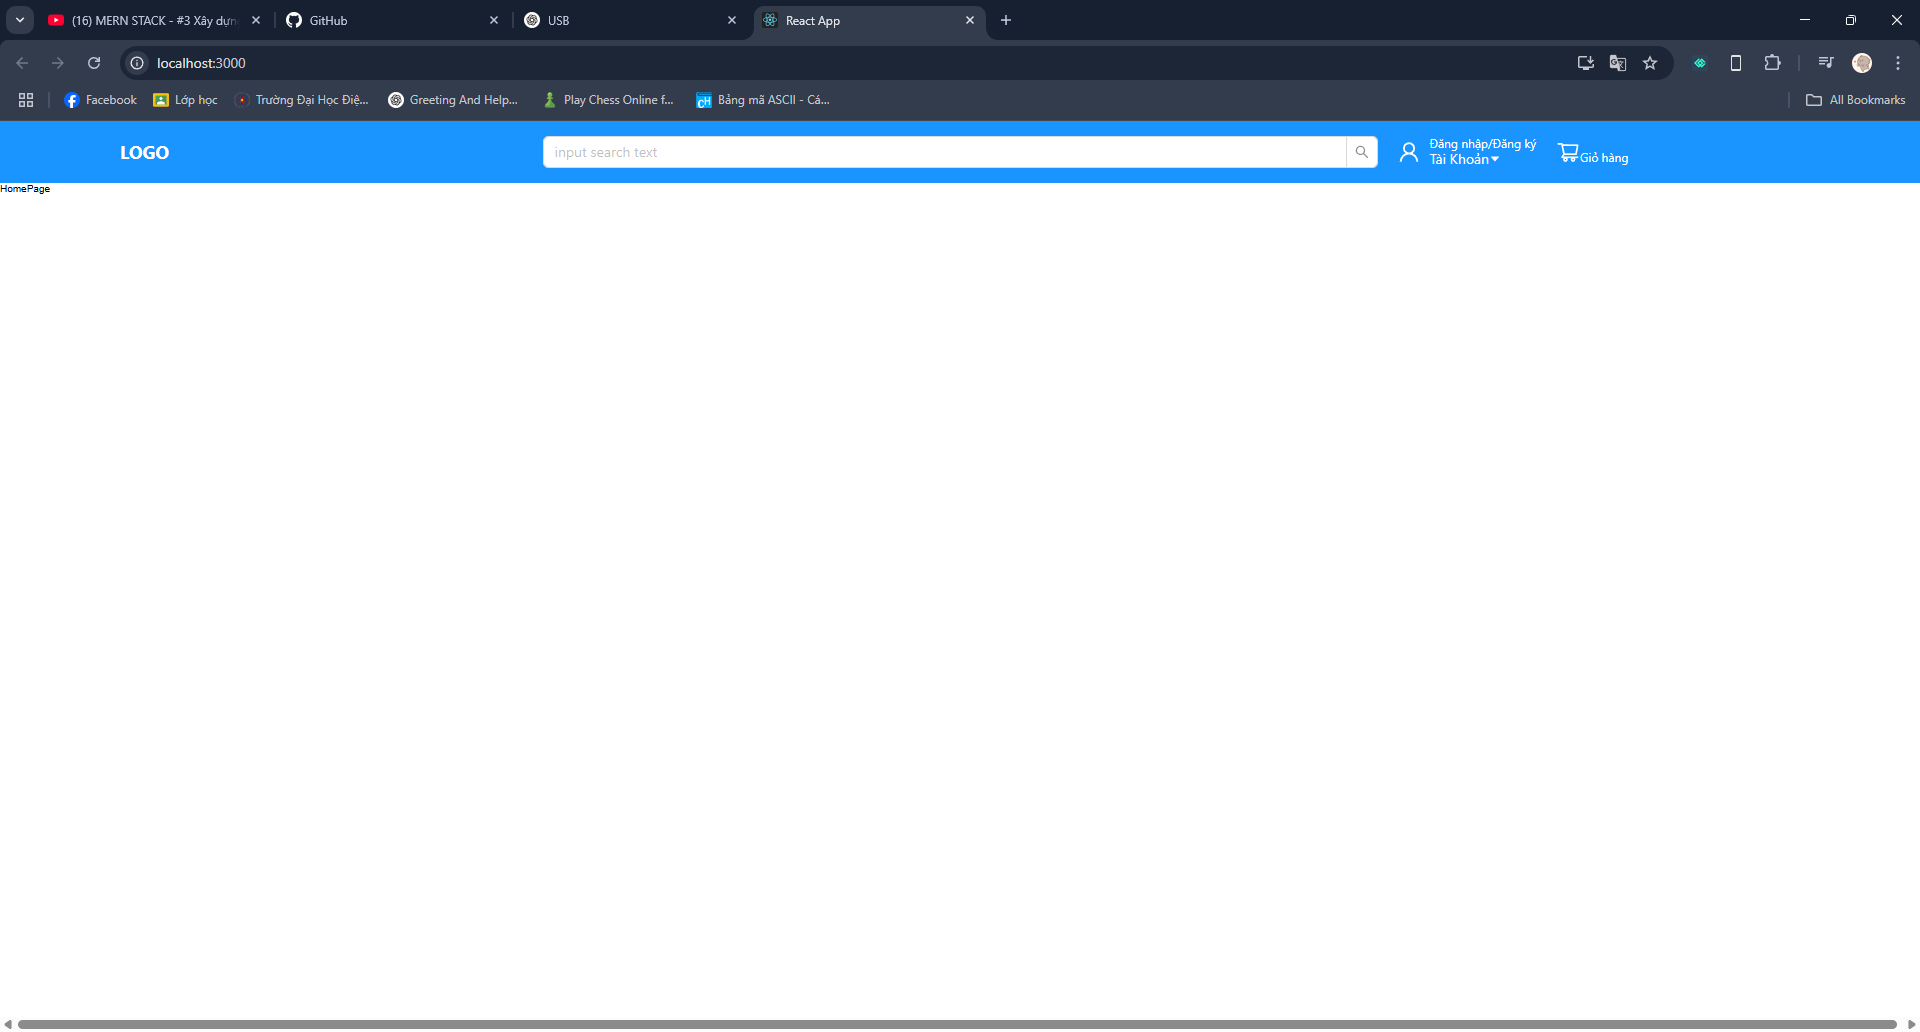 (16) MERN STACK - #3 Xây dựn
GitHub
USB
React App
localhost:3000
Facebook
Lớp học
Trường Đại Học Điệ...
Greeting And Help...
Play Chess Online f...
Bảng mã ASCII - Cá...
All Bookmarks
LOGO
input search text
Đăng nhập/Đăng ký
Tài Khoản
Giỏ hàng
HomePage